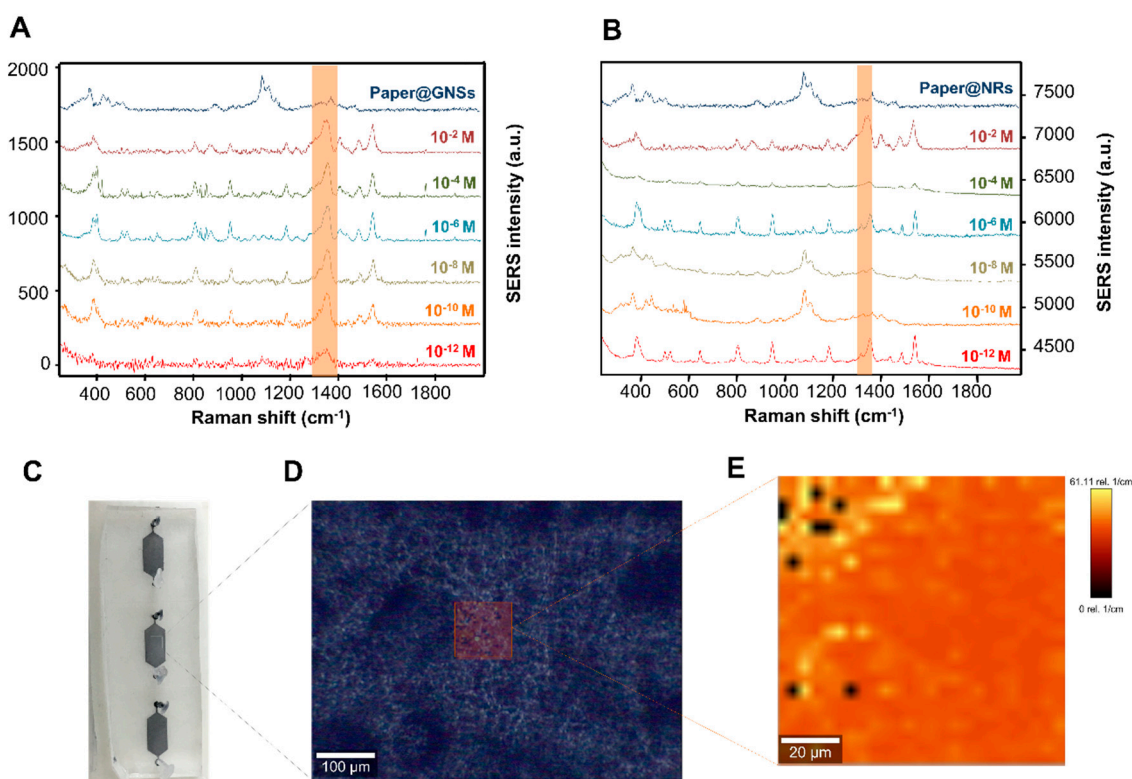 A
2000
1500
1000
500
0
Paper@GNSs
10⁻² M
10⁻⁴ M
10⁻⁶ M
10⁻⁸ M
10⁻¹⁰ M
10⁻¹² M
400 600 800 1000 1200 1400 1600 1800
Raman shift (cm⁻¹)
SERS intensity (a.u.)
B
SERS intensity (a.u.)
Paper@NRs
10⁻² M
10⁻⁴ M
10⁻⁶ M
10⁻⁸ M
10⁻¹⁰ M
10⁻¹² M
7500
7000
6500
6000
5500
5000
4500
400 600 800 1000 1200 1400 1600 1800
Raman shift (cm⁻¹)
C
D
100 µm
E
20 µm
61.11 rel. 1/cm
0 rel. 1/cm